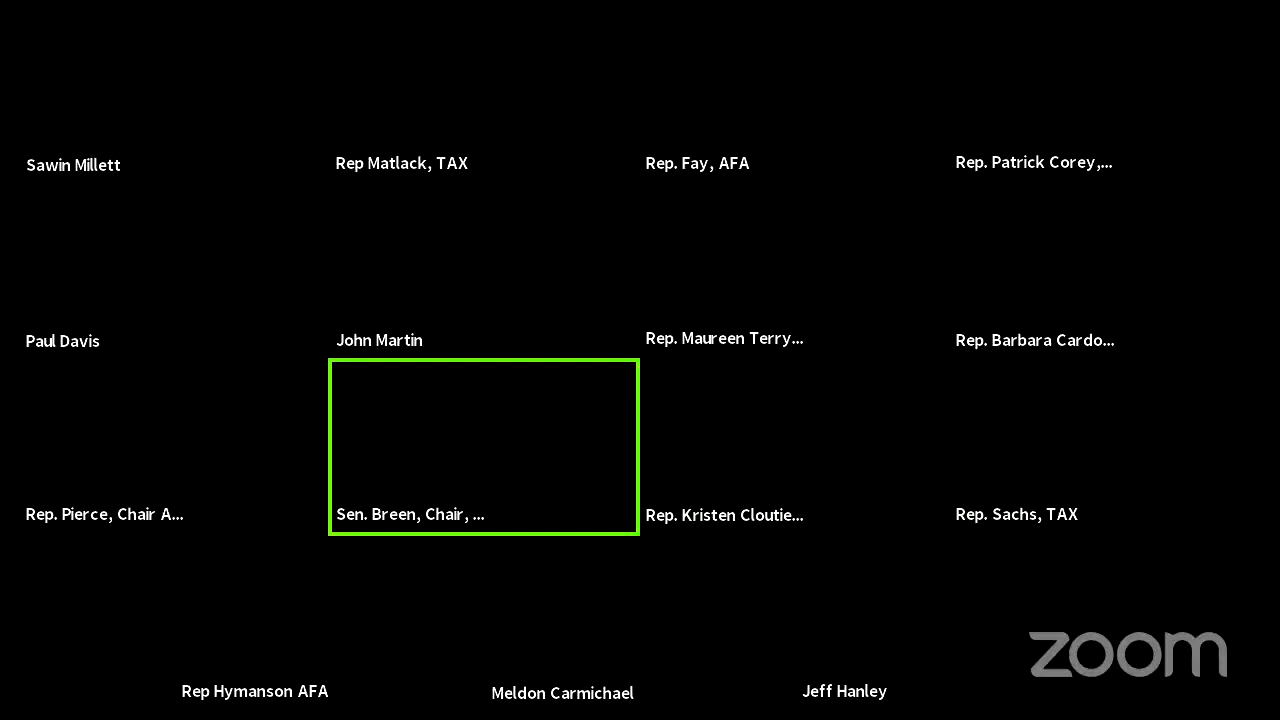 Sawin Millett
Rep Matlack, TAX
Rep. Fay, AFA
Rep. Patrick Corey,...
Paul Davis
John Martin
Rep. Maureen Terry...
Rep. Barbara Cardo...
Rep. Pierce, Chair A...
Sen. Breen, Chair, ...
Rep. Kristen Cloutie...
Rep. Sachs, TAX
Rep Hymanson AFA
Meldon Carmichael
Jeff Hanley
zoom